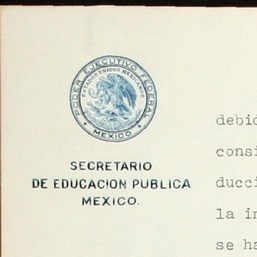 PODER EJECUTIVO FEDERAL
ESTADOS UNIDOS MEXICANOS
MEXICO
SECRETARIO
DE EDUCACION PUBLICA
MEXICO.
debid
consi
ducci
la in
se ha